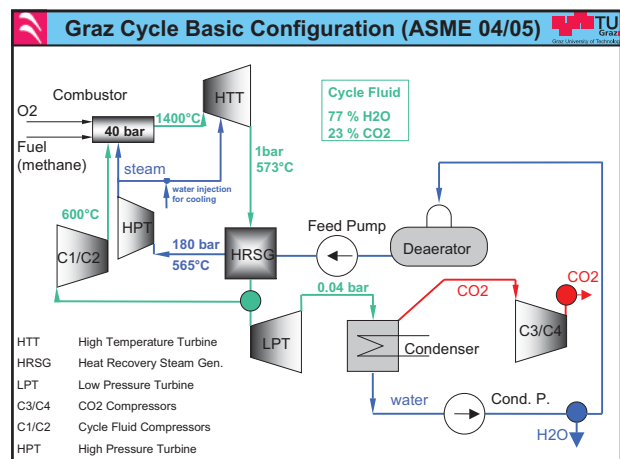 Graz Cycle Basic Configuration (ASME 04/05)
TU
Graz
Graz University of Technology
Combustor
HTT
Cycle Fluid
77 % H2O
23 % CO2
O2
1400°C
40 bar
Fuel
(methane)
steam
1bar
573°C
water injection
for cooling
600°C
HPT
Feed Pump
Deaerator
180 bar
HRSG
C1/C2
565°C
0.04 bar
CO2
CO2
C3/C4
LPT
Condenser
HTT High Temperature Turbine
HRSG Heat Recovery Steam Gen.
LPT Low Pressure Turbine
C3/C4 CO2 Compressors
C1/C2 Cycle Fluid Compressors
HPT High Pressure Turbine
water
Cond. P.
H2O